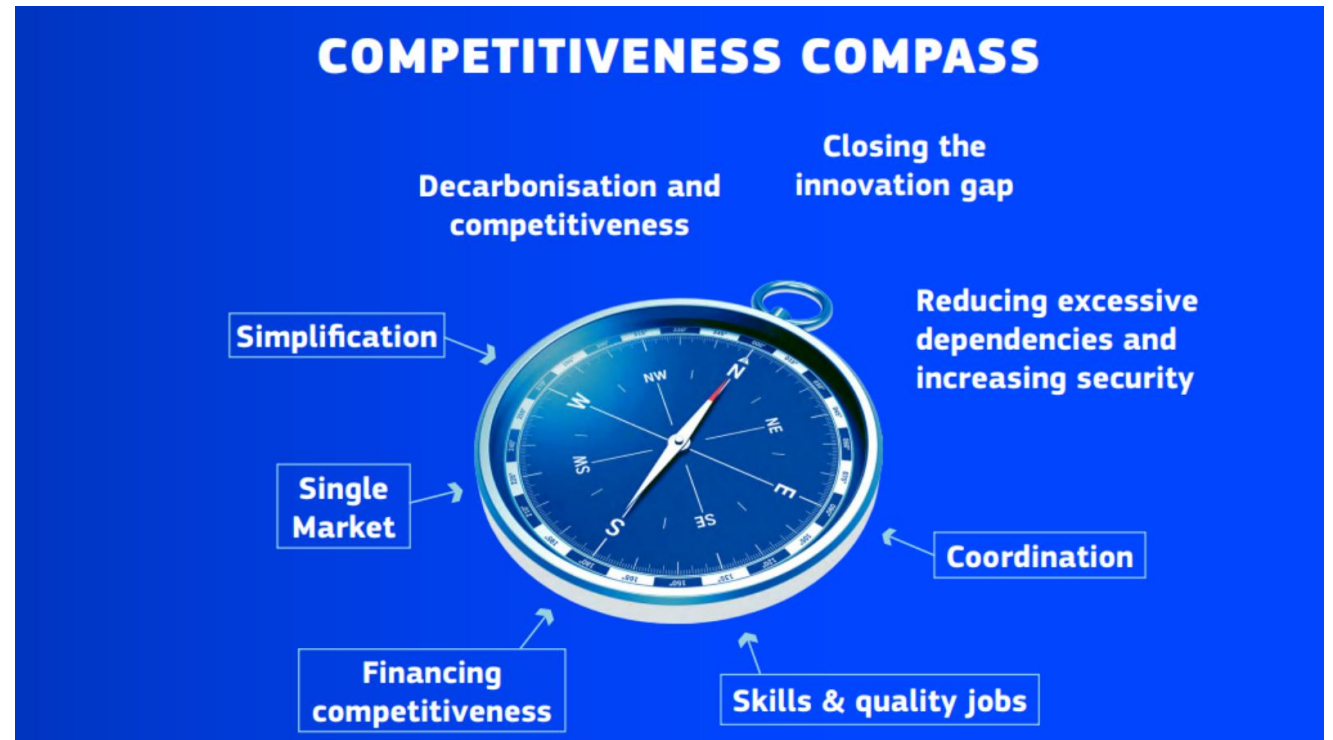 COMPETITIVENESS COMPASS
Closing the
innovation gap
Decarbonisation and
competitiveness
Reducing excessive
dependencies and
increasing security
Simplification
N
NW
NE
W
E
SW
SE
S
Single
Market
Coordination
Financing
competitiveness
Skills & quality jobs